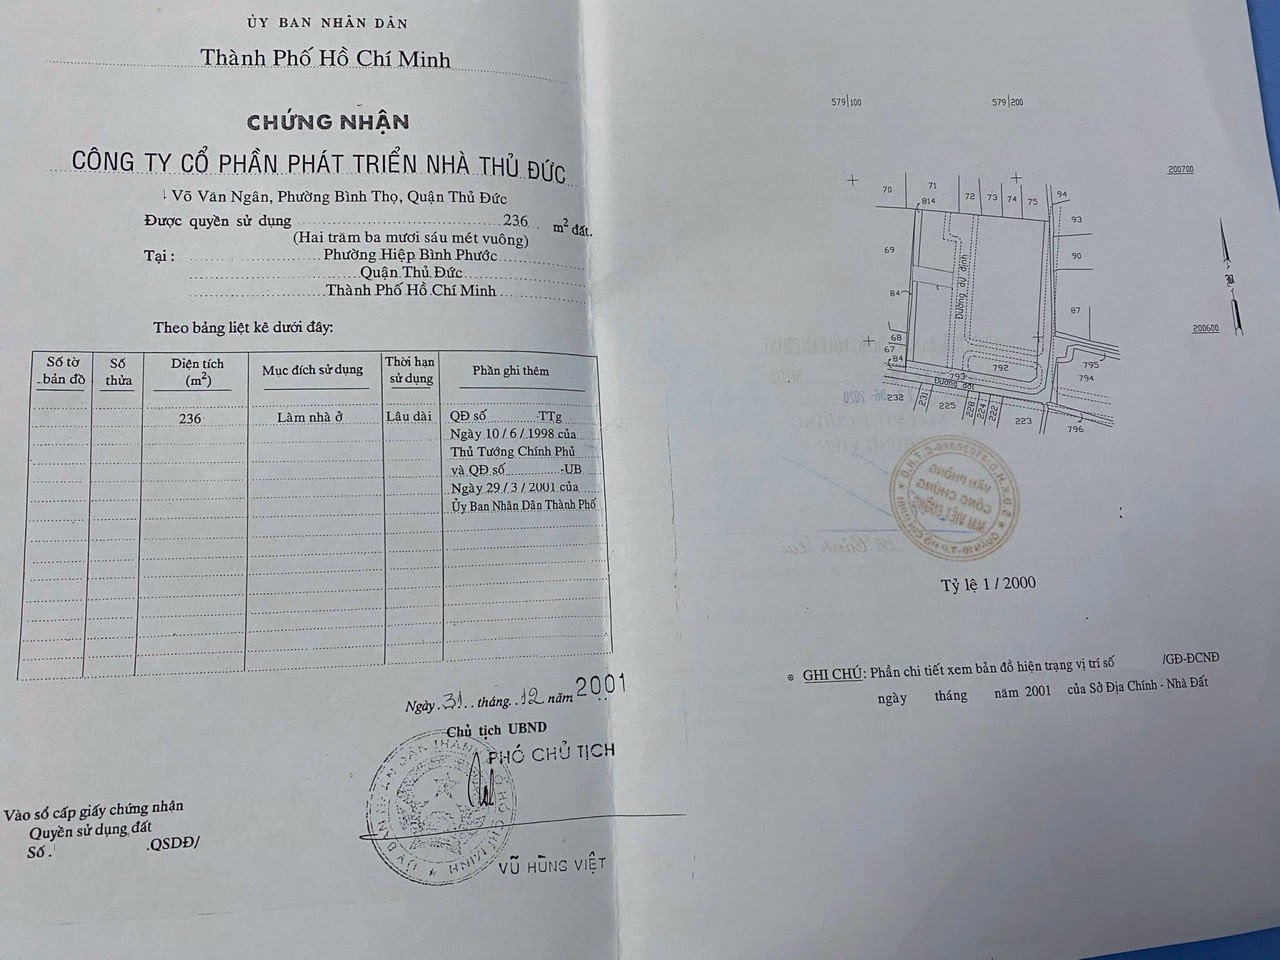 ỦY BAN NHÂN DÂN
Thành Phố Hồ Chí Minh
CHỨNG NHẬN
CÔNG TY CỔ PHẦN PHÁT TRIỂN NHÀ THỦ ĐỨC
Võ Văn Ngân, Phường Bình Thọ, Quận Thủ Đức
Được quyền sử dụng 236 m² đất.
(Hai trăm ba mươi sáu mét vuông)
Tại : Phường Hiệp Bình Phước
Quận Thủ Đức
Thành Phố Hồ Chí Minh
Theo bảng liệt kê dưới đây:
Số tờ bản đồ
Số thửa
Diện tích (m²)
Mục đích sử dụng
Thời hạn sử dụng
Phần ghi thêm
236 Làm nhà ở Lâu dài QĐ số -TTg
Ngày 10/6/1998 của
Thủ Tướng Chính Phủ
và QĐ số -UB
Ngày 29/3/2001 của
Ủy Ban Nhân Dân Thành Phố
Ngày 31 tháng 12 năm 2001
Chủ tịch UBND
PHÓ CHỦ TỊCH
VŨ HÙNG VIỆT
Vào sổ cấp giấy chứng nhận
Quyền sử dụng đất
Số . .QSDĐ/
579|100 579|200
200700
70 71 72 73 74 75 94
814
93
69
90
Đường dự định
84
87
200600
68
67
84
793 792 795
794
Đường đất
232 231 225 228 224 222 223
796
Tỷ lệ 1 / 2000
GHI CHÚ: Phần chi tiết xem bản đồ hiện trạng vị trí số /GĐ-ĐCNĐ
ngày tháng năm 2001 của Sở Địa Chính - Nhà Đất